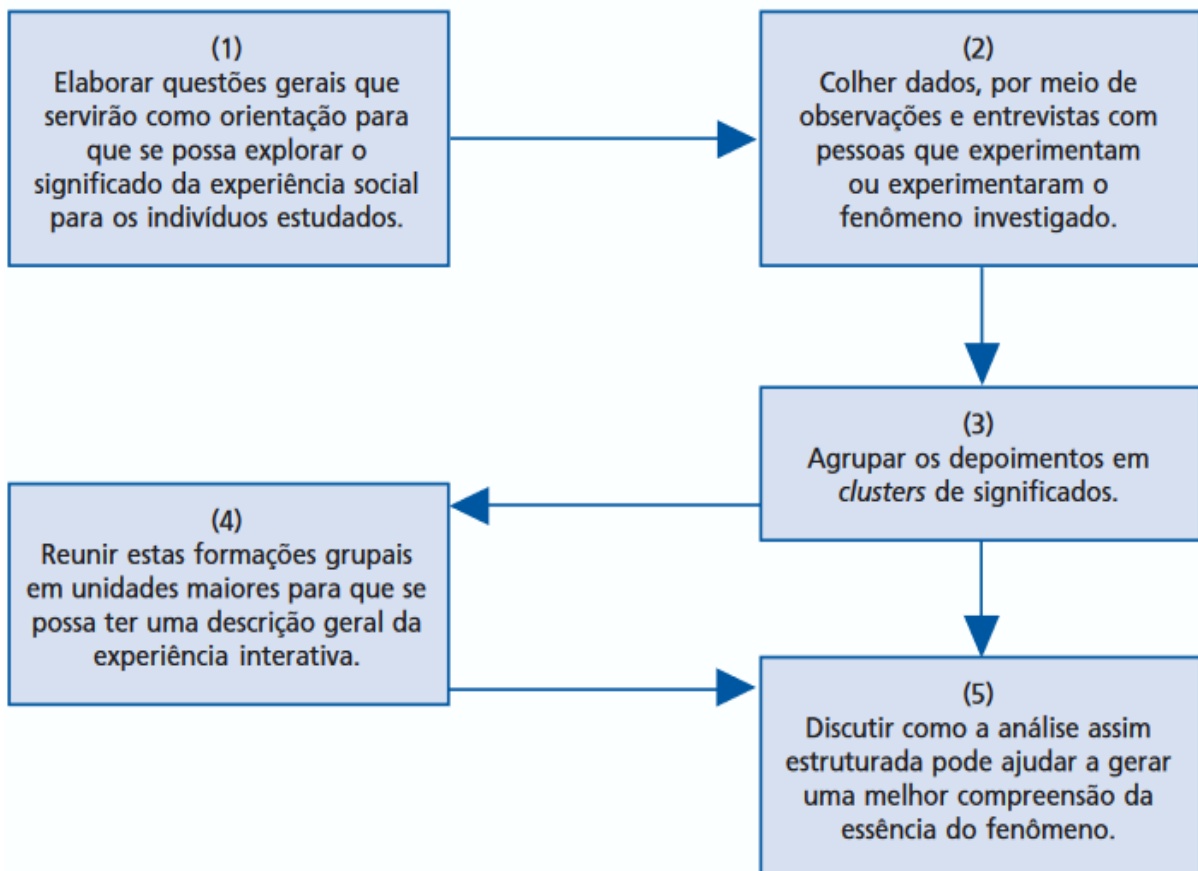 (1)
Elaborar questões gerais que
servirão como orientação para
que se possa explorar o
significado da experiência social
para os indivíduos estudados.
(2)
Colher dados, por meio de
observações e entrevistas com
pessoas que experimentam
ou experimentaram o
fenômeno investigado.
(3)
Agrupar os depoimentos em
clusters de significados.
(4)
Reunir estas formações grupais
em unidades maiores para que se
possa ter uma descrição geral da
experiência interativa.
(5)
Discutir como a análise assim
estruturada pode ajudar a gerar
uma melhor compreensão da
essência do fenômeno.